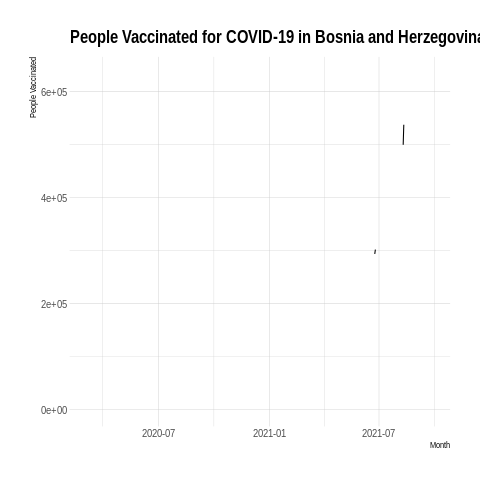 People Vaccinated for COVID-19 in Bosnia and Herzegovina
People Vaccinated
6e+05
4e+05
2e+05
0e+00
2020-07
2021-01
2021-07
Month